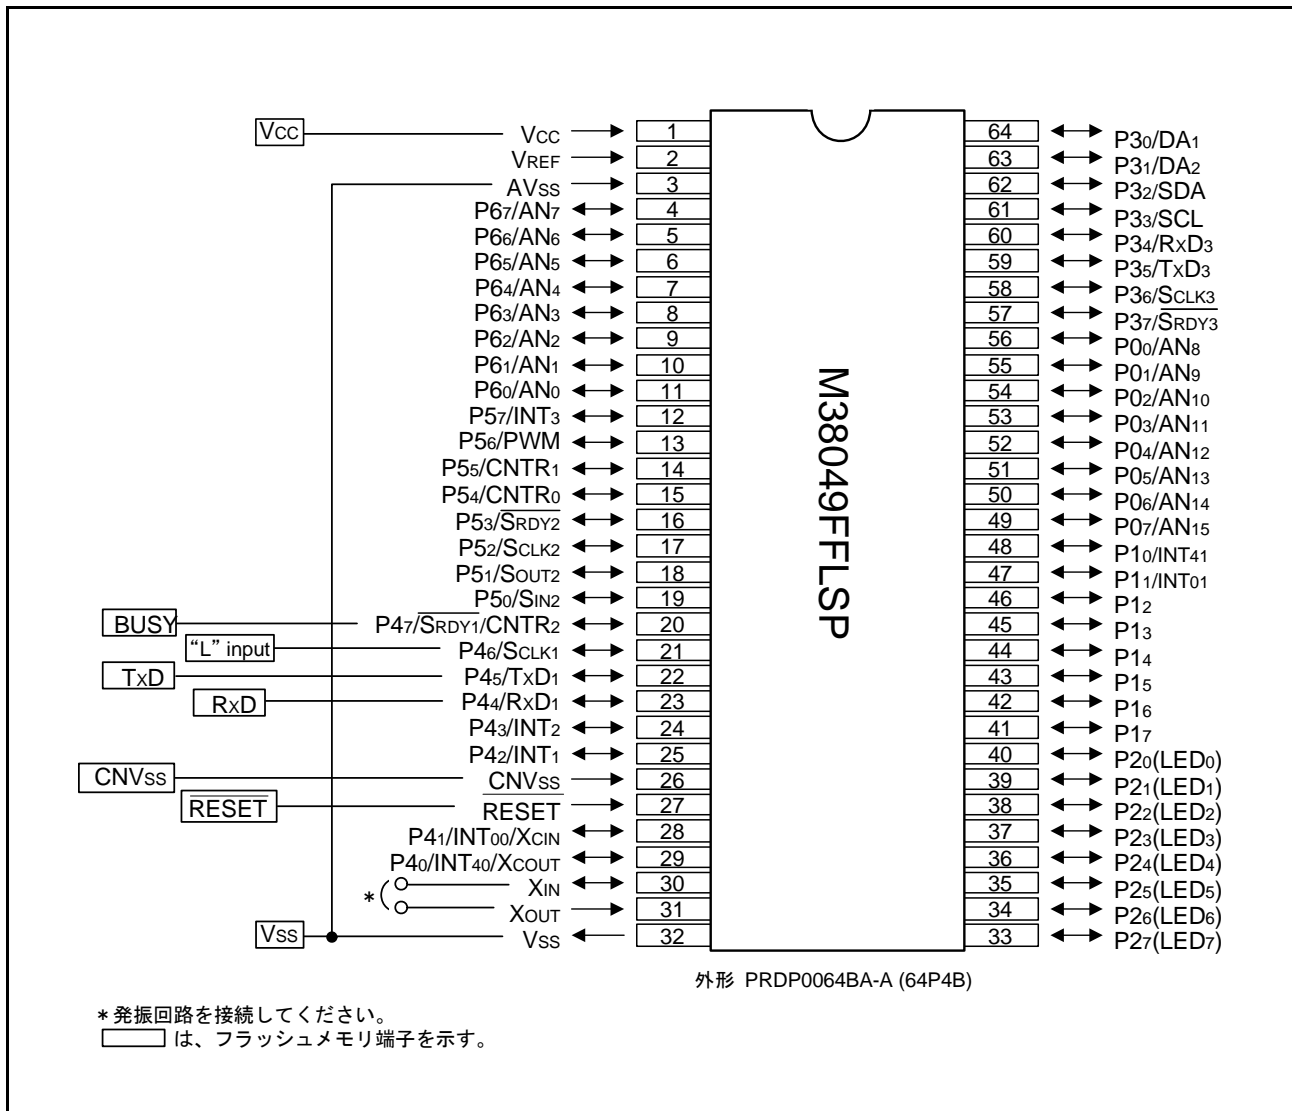 VCC
VCC 1
VREF 2
AVSS 3
P67/AN7 4
P66/AN6 5
P65/AN5 6
P64/AN4 7
P63/AN3 8
P62/AN2 9
P61/AN1 10
P60/AN0 11
P57/INT3 12
P56/PWM 13
P55/CNTR1 14
P54/CNTR0 15
P53/SRDY2 16
P52/SCLK2 17
P51/SOUT2 18
P50/SIN2 19
BUSY P47/SRDY1/CNTR2 20
“L” input P46/SCLK1 21
TxD P45/TxD1 22
RxD P44/RxD1 23
P43/INT2 24
P42/INT1 25
CNVSS CNVSS 26
RESET RESET 27
P41/INT00/XCIN 28
P40/INT40/XCOUT 29
* XIN 30
XOUT 31
VSS VSS 32
M38049FFLSP
64 P30/DA1
63 P31/DA2
62 P32/SDA
61 P33/SCL
60 P34/RxD3
59 P35/TxD3
58 P36/SCLK3
57 P37/SRDY3
56 P00/AN8
55 P01/AN9
54 P02/AN10
53 P03/AN11
52 P04/AN12
51 P05/AN13
50 P06/AN14
49 P07/AN15
48 P10/INT41
47 P11/INT01
46 P12
45 P13
44 P14
43 P15
42 P16
41 P17
40 P20(LED0)
39 P21(LED1)
38 P22(LED2)
37 P23(LED3)
36 P24(LED4)
35 P25(LED5)
34 P26(LED6)
33 P27(LED7)
外形 PRDP0064BA-A (64P4B)
* 発振回路を接続してください。
は、フラッシュメモリ端子を示す。